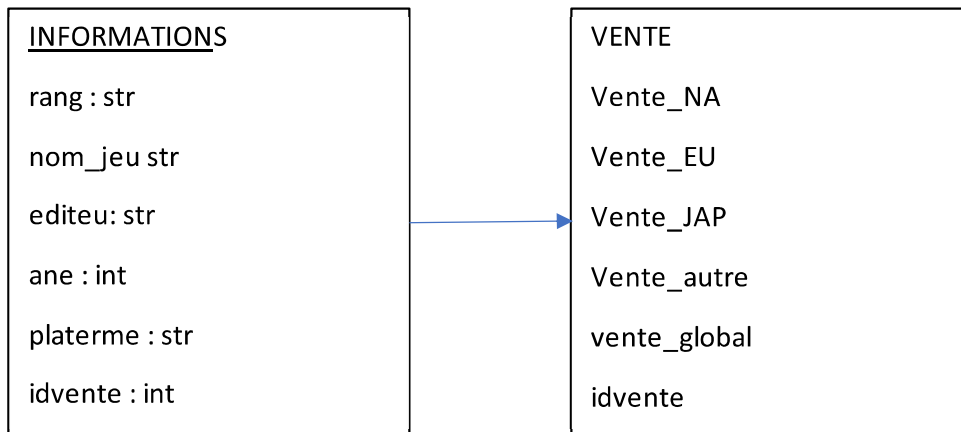 INFORMATIONS
rang : str
nom_jeu str
editeu: str
ane : int
platerme : str
idvente : int
VENTE
Vente_NA
Vente_EU
Vente_JAP
Vente_autre
vente_global
idvente